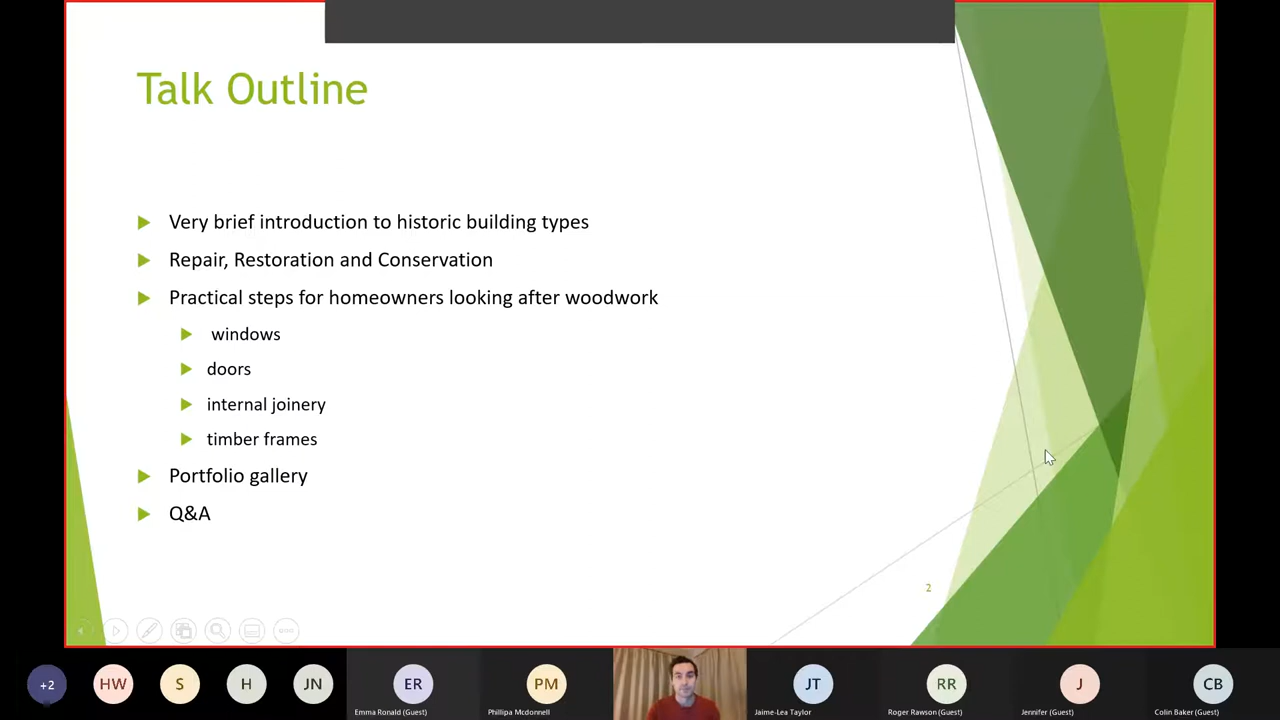 Talk Outline
Very brief introduction to historic building types
Repair, Restoration and Conservation
Practical steps for homeowners looking after woodwork
windows
doors
internal joinery
timber frames
Portfolio gallery
Q&A
2
+2
HW
S
H
JN
ER
PM
JT
RR
J
CB
Emma Ronald (Guest)
Phillipa Mcdonnell
Jaime-Lea Taylor
Roger Rawson (Guest)
Jennifer (Guest)
Colin Baker (Guest)